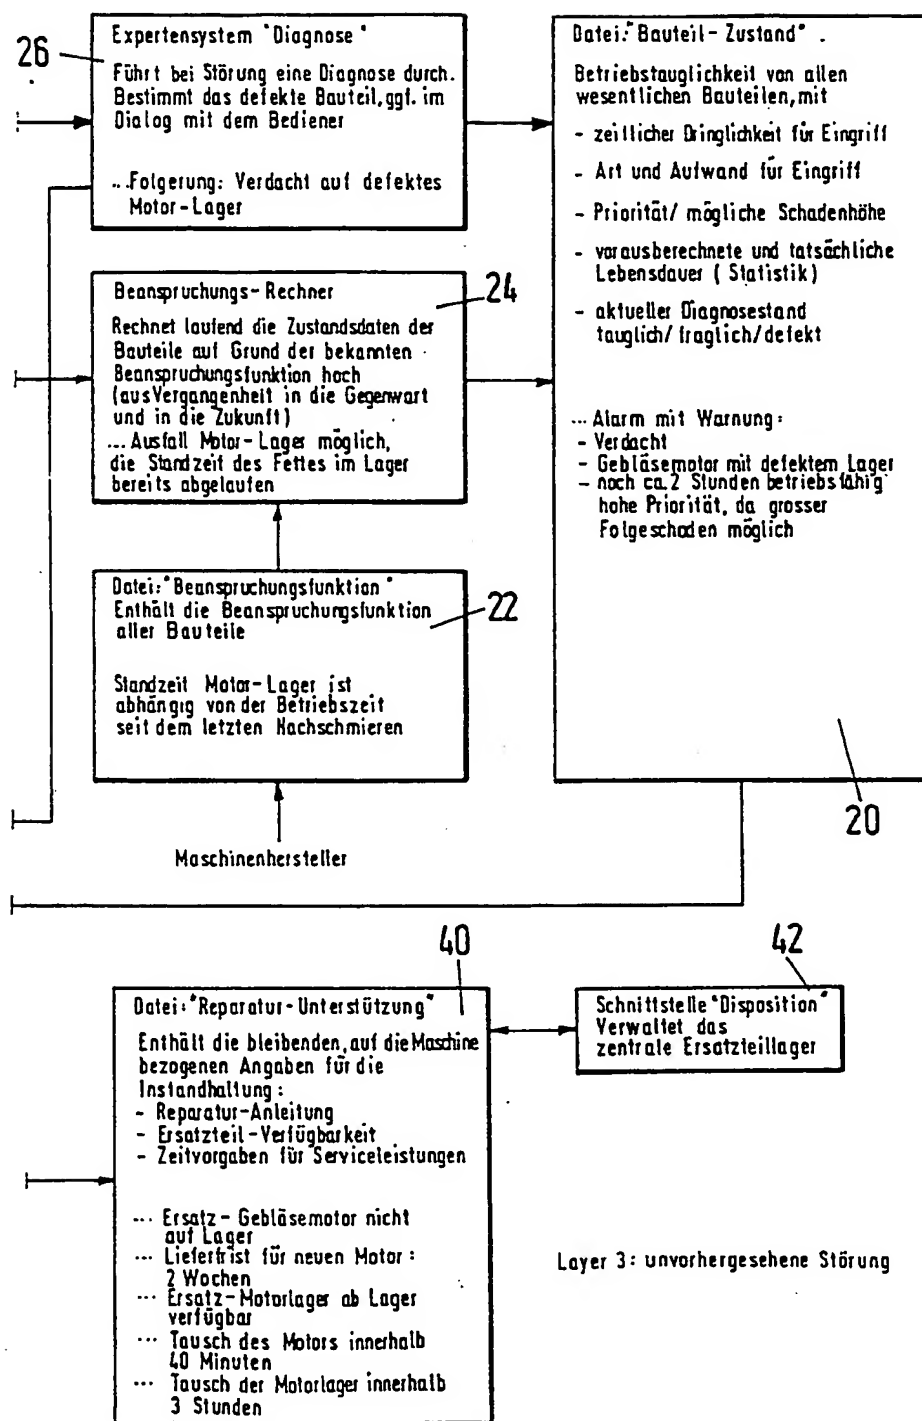 26
Expertensystem "Diagnose"
Führt bei Störung eine Diagnose durch.
Bestimmt das defekte Bauteil, ggf. im
Dialog mit dem Bediener
...Folgerung: Verdacht auf defektes
Motor-Lager
Datei: "Bauteil-Zustand" .
Betriebstauglichkeit von allen
wesentlichen Bauteilen, mit
- zeitlicher Dringlichkeit für Eingriff
- Art und Aufwand für Eingriff
- Priorität/ mögliche Schadenhöhe
- vorausberechnete und tatsächliche
Lebensdauer ( Statistik)
- aktueller Diagnosestand
tauglich/fraglich/defekt
... Alarm mit Warnung:
- Verdacht
- Gebläsemotor mit defektem Lager
- noch ca. 2 Stunden betriebsfähig
hohe Priorität, da grosser
Folgeschaden möglich
20
Beanspruchungs-Rechner
24
Rechnet laufend die Zustandsdaten der
Bauteile auf Grund der bekannten
Beanspruchungsfunktion hoch
(aus Vergangenheit in die Gegenwart
und in die Zukunft)
... Ausfall Motor-Lager möglich,
die Standzeit des Fettes im Lager
bereits abgelaufen
Datei: "Beanspruchungsfunktion"
Enthält die Beanspruchungsfunktion
aller Bauteile
22
Standzeit Motor-Lager ist
abhängig von der Betriebszeit
seit dem letzten Nachschmieren
Maschinenhersteller
40
Datei: "Reparatur-Unterstützung"
Enthält die bleibenden, auf die Maschine
bezogenen Angaben für die
Instandhaltung:
- Reparatur-Anleitung
- Ersatzteil-Verfügbarkeit
- Zeitvorgaben für Serviceleistungen
... Ersatz-Gebläsemotor nicht
auf Lager
... Lieferfrist für neuen Motor:
2 Wochen
... Ersatz-Motorlager ab Lager
verfügbar
... Tausch des Motors innerhalb
40 Minuten
... Tausch der Motorlager innerhalb
3 Stunden
42
Schnittstelle "Disposition"
Verwaltet das
zentrale Ersatzteillager
Layer 3: unvorhergesehene Störung